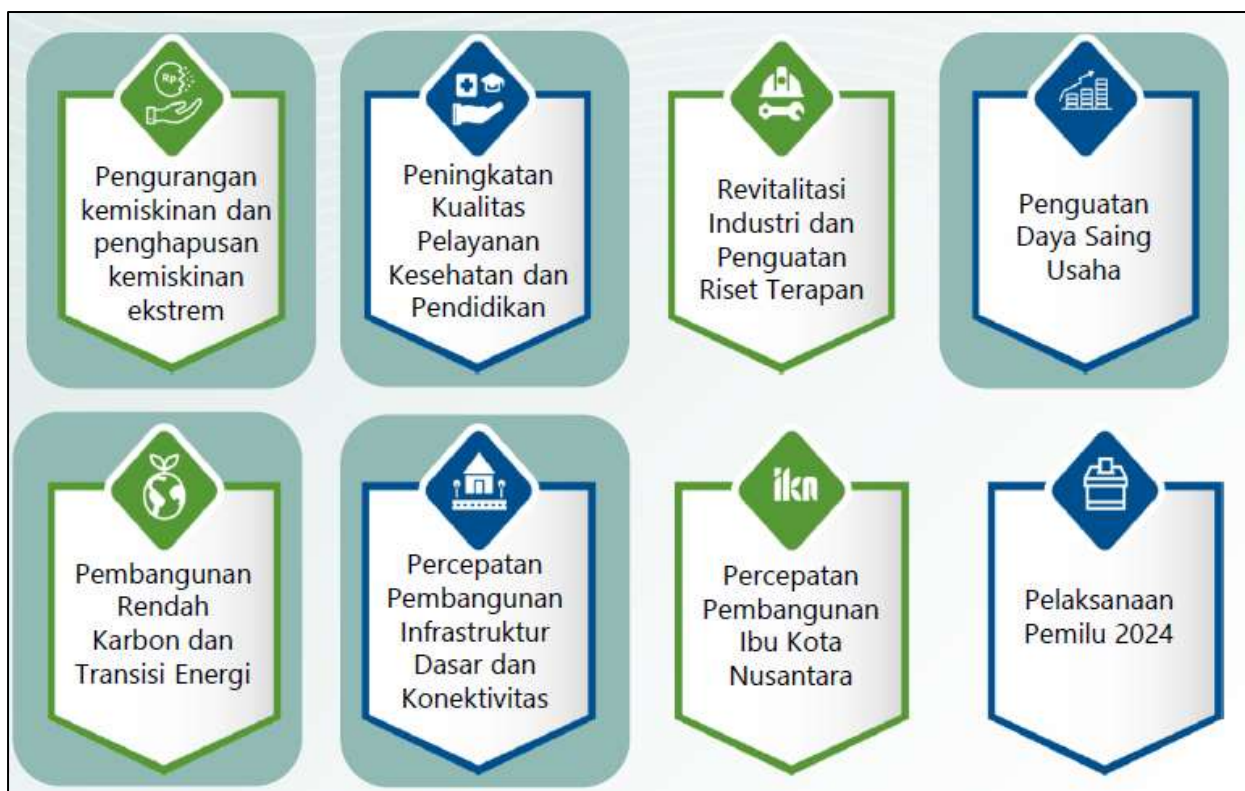 Rp
Pengurangan
kemiskinan dan
penghapusan
kemiskinan
ekstrem
Peningkatan
Kualitas
Pelayanan
Kesehatan dan
Pendidikan
Revitalitasi
Industri dan
Penguatan
Riset Terapan
Penguatan
Daya Saing
Usaha
Pembangunan
Rendah
Karbon dan
Transisi Energi
Percepatan
Pembangunan
Infrastruktur
Dasar dan
Konektivitas
ikn
Percepatan
Pembangunan
Ibu Kota
Nusantara
Pelaksanaan
Pemilu 2024